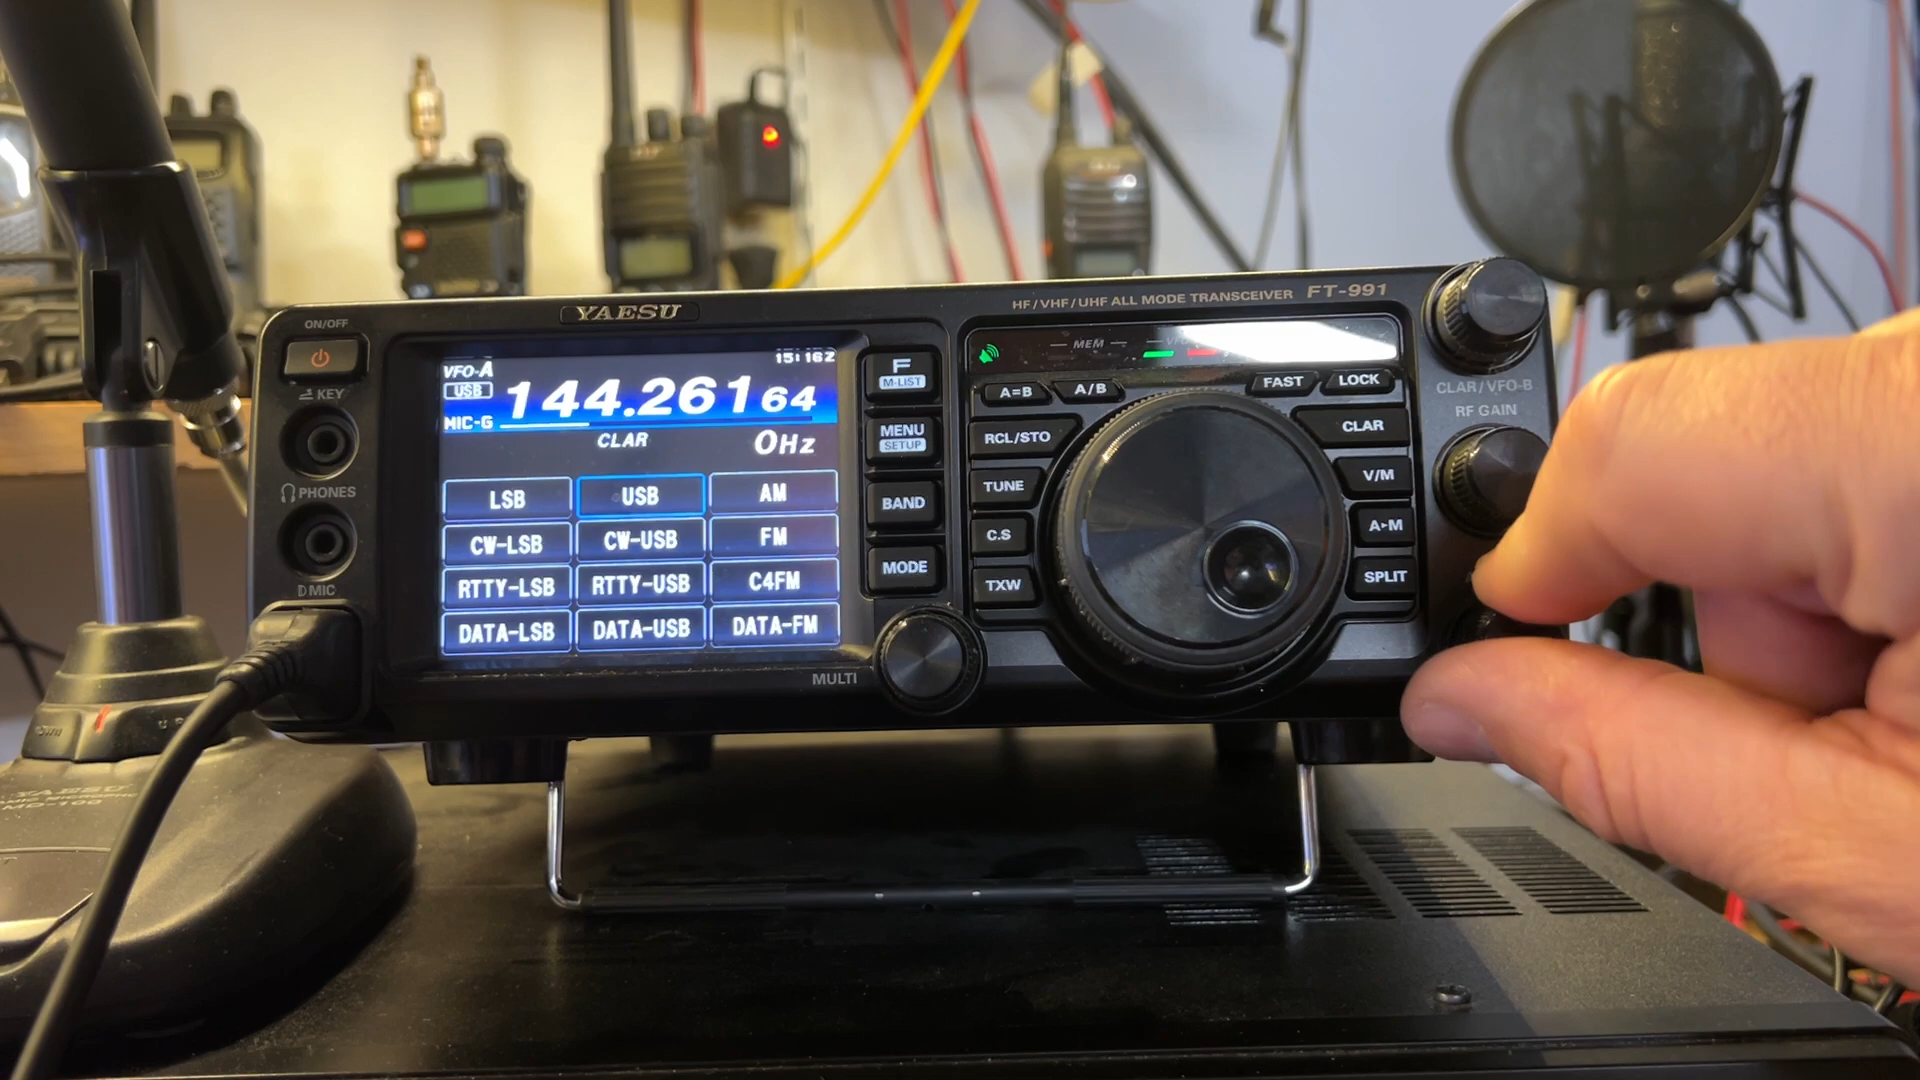 YAESU
HF/VHF/UHF ALL MODE TRANSCEIVER FT-991
ON/OFF
KEY
PHONES
MIC
VFO-A
15:16Z
USB
144.261 64
MIC-G
CLAR
0Hz
LSB
USB
AM
CW-LSB
CW-USB
FM
RTTY-LSB
RTTY-USB
C4FM
DATA-LSB
DATA-USB
DATA-FM
MULTI
F
M-LIST
MENU
SETUP
BAND
MODE
MEM
A=B
A/B
RCL/STO
TUNE
C.S
TXW
FAST
LOCK
CLAR
V/M
A▸M
SPLIT
CLAR/VFO-B
RF GAIN
YAESU
MD-100